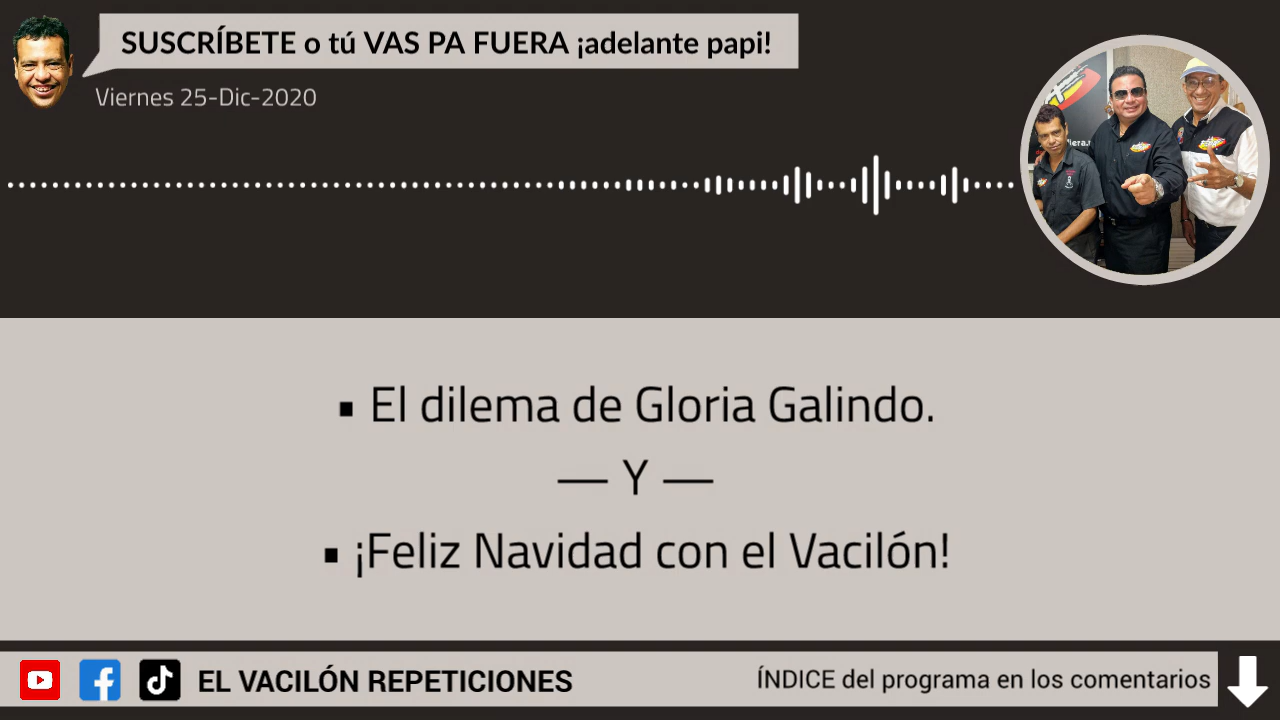 SUSCRÍBETE o tú VAS PA FUERA ¡adelante papi!
Viernes 25-Dic-2020
▪ El dilema de Gloria Galindo.
— Y —
▪ ¡Feliz Navidad con el Vacilón!
EL VACILÓN REPETICIONES
ÍNDICE del programa en los comentarios